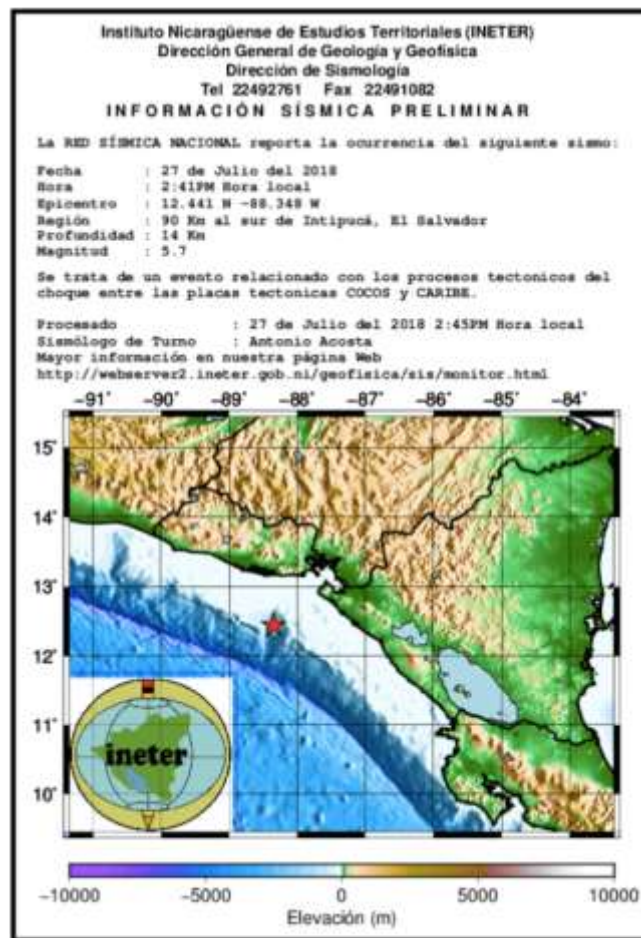 Instituto Nicaragüense de Estudios Territoriales (INETER)
Dirección General de Geología y Geofísica
Dirección de Sismología
Tel 22492761 Fax 22491082
INFORMACIÓN SÍSMICA PRELIMINAR
La RED SÍSMICA NACIONAL reporta la ocurrencia del siguiente sismo:
Fecha : 27 de Julio del 2018
Hora : 2:41PM Hora local
Epicentro : 12.441 N -88.348 W
Región : 90 Km al sur de Intipucá, El Salvador
Profundidad : 14 Km
Magnitud : 5.7
Se trata de un evento relacionado con los procesos tectonicos del
choque entre las placas tectonicas COCOS y CARIBE.
Procesado : 27 de Julio del 2018 2:45PM Hora local
Sismólogo de Turno : Antonio Acosta
Mayor información en nuestra página Web
http://webserver2.ineter.gob.ni/geofisica/sis/monitor.html
-91° -90° -89° -88° -87° -86° -85° -84°
15°
14°
13°
12°
11°
10°
ineter
-10000 -5000 0 5000 10000
Elevación (m)